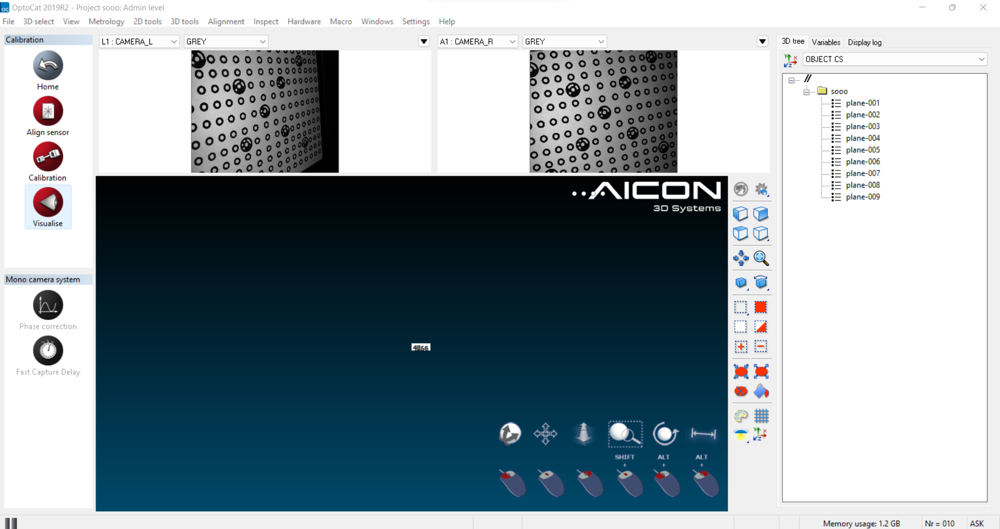 OptoCat 2019R2 - Project sooo; Admin level
File 3D select View Metrology 2D tools 3D tools Alignment Inspect Hardware Macro Windows Settings Help
Calibration
Home
Align sensor
Calibration
Visualise
Mono camera system
Phase correction
Fast Capture Delay
L1 : CAMERA_L
GREY
A1 : CAMERA_R
GREY
AICON
3D Systems
SHIFT
+
ALT
+
ALT
+
3D tree Variables Display log
OBJECT CS
//
sooo
plane-001
plane-002
plane-003
plane-004
plane-005
plane-006
plane-007
plane-008
plane-009
Memory usage: 1.2 GB
Nr = 010
ASK